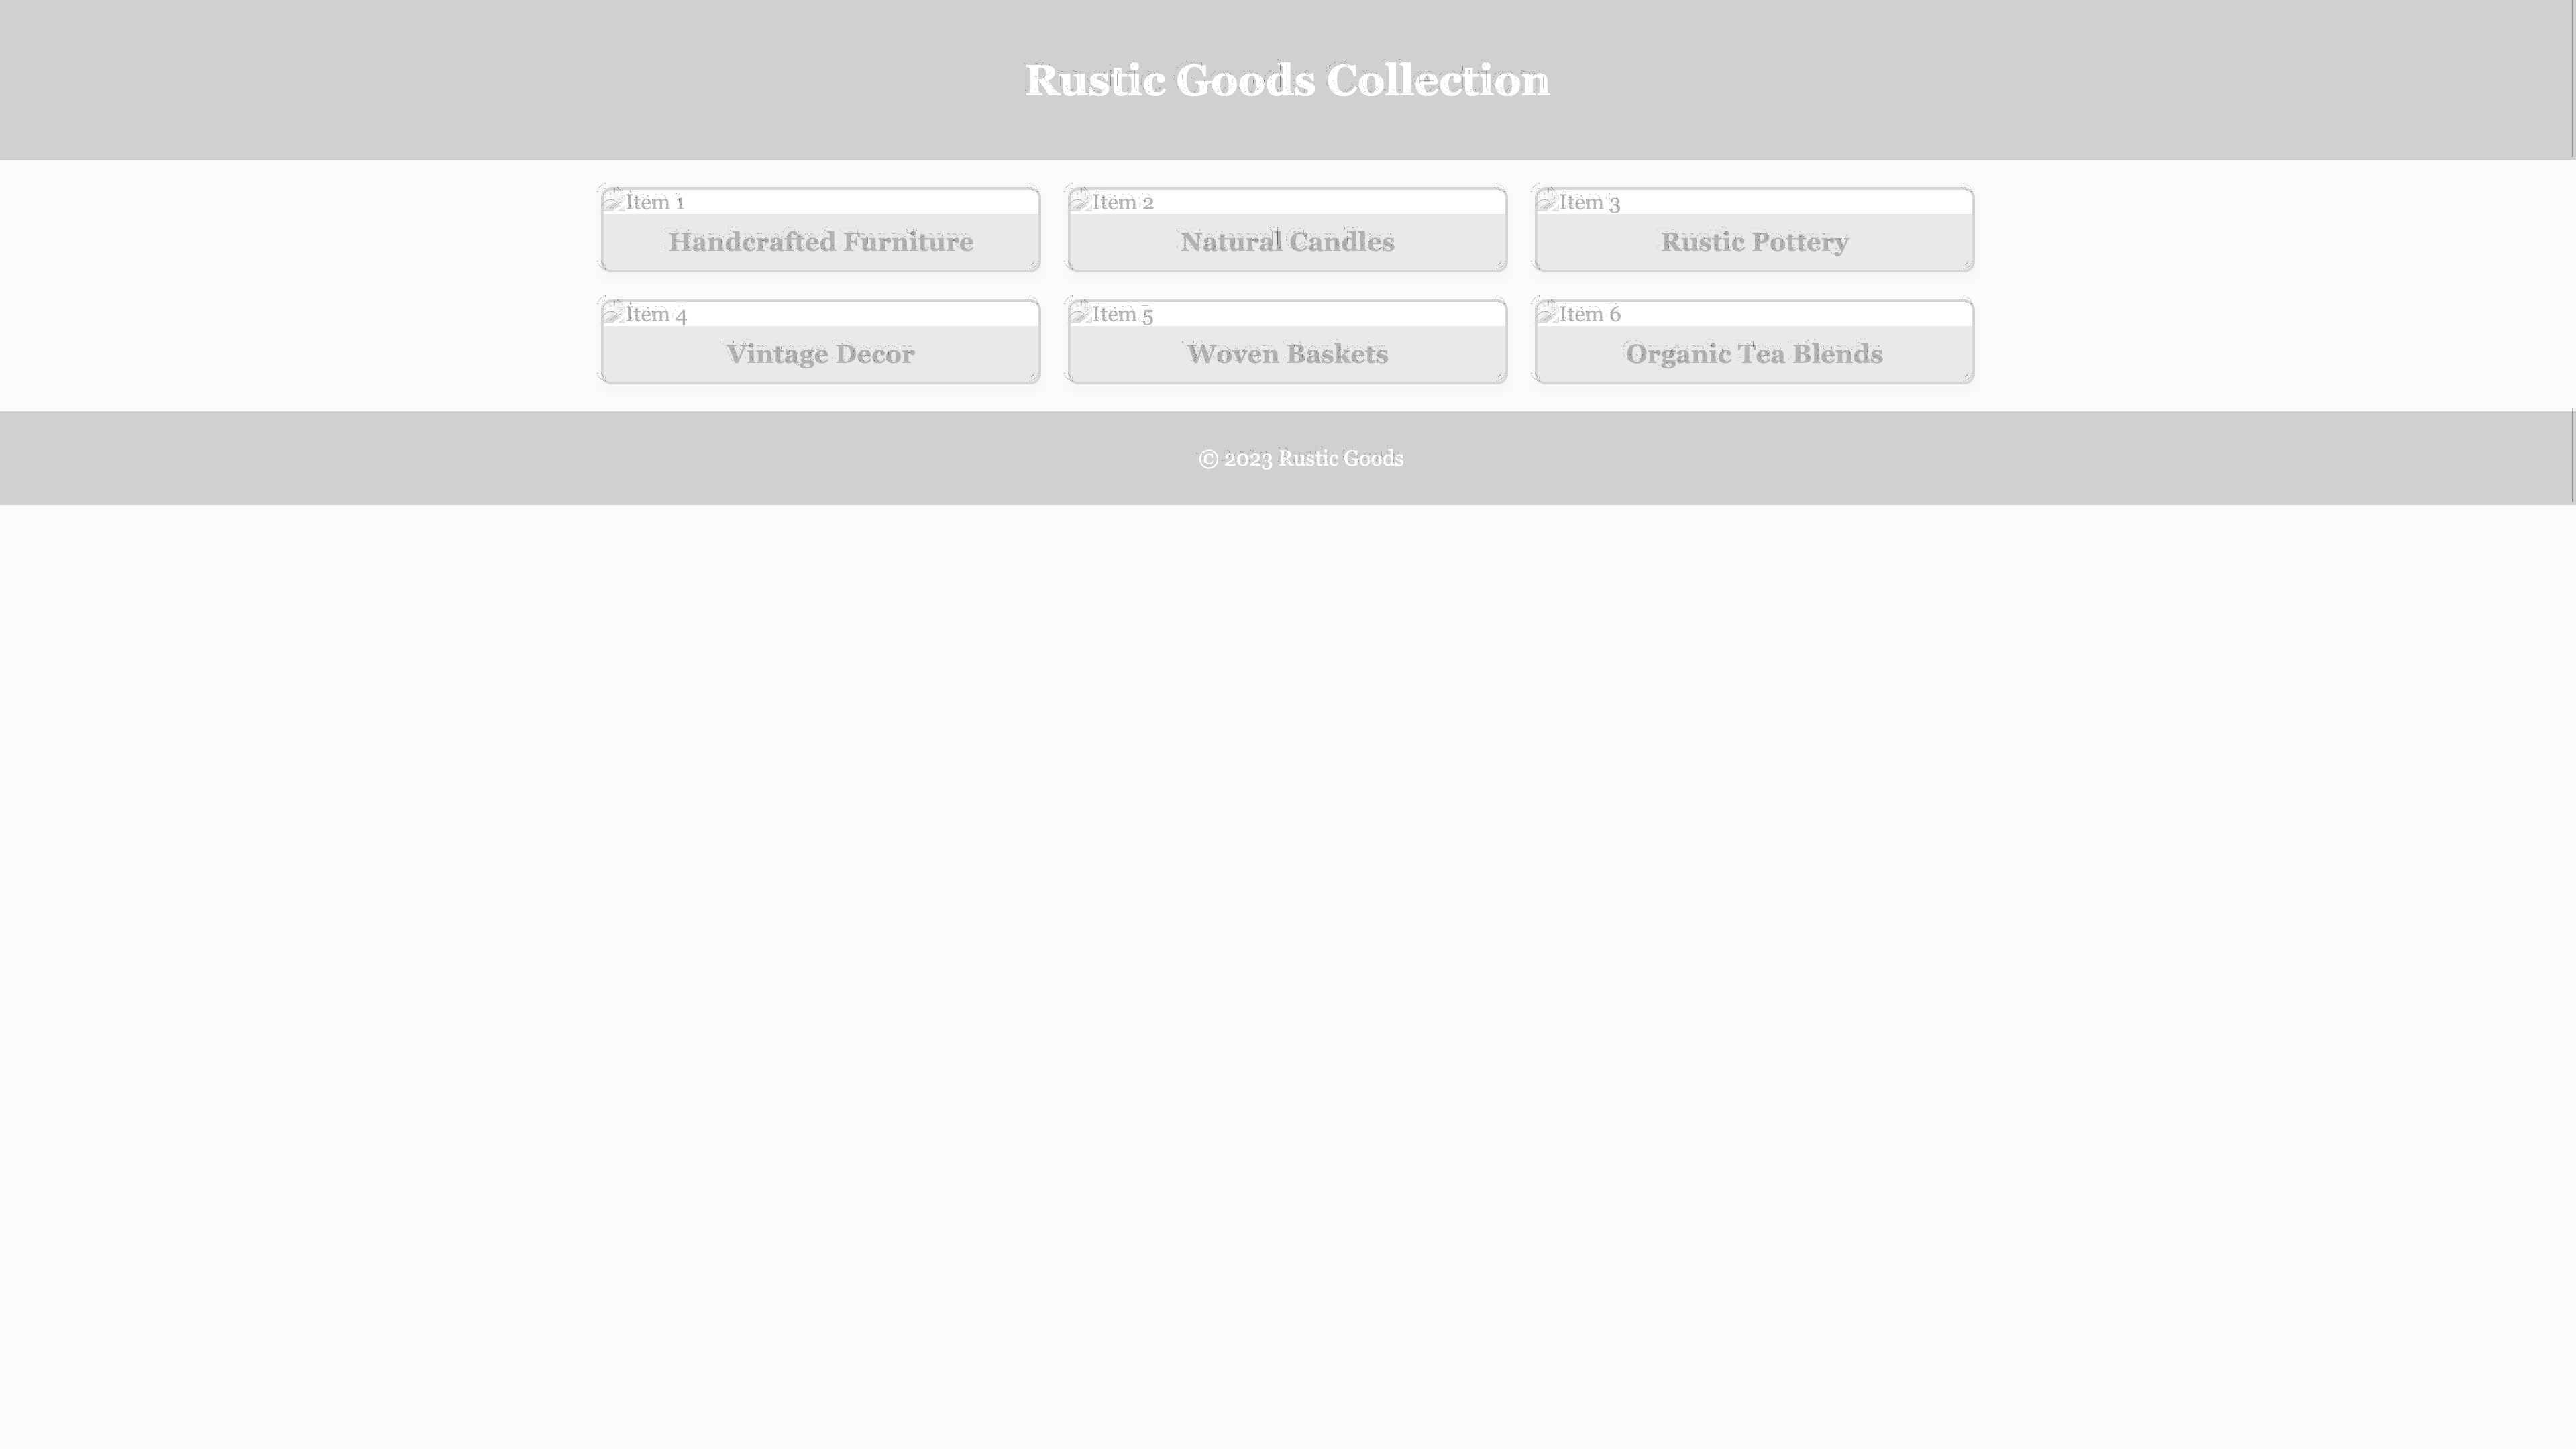 Rustic Goods Collection
Item 1
Handcrafted Furniture
Item 2
Natural Candles
Item 3
Rustic Pottery
Item 4
Vintage Decor
Item 5
Woven Baskets
Item 6
Organic Tea Blends
© 2023 Rustic Goods